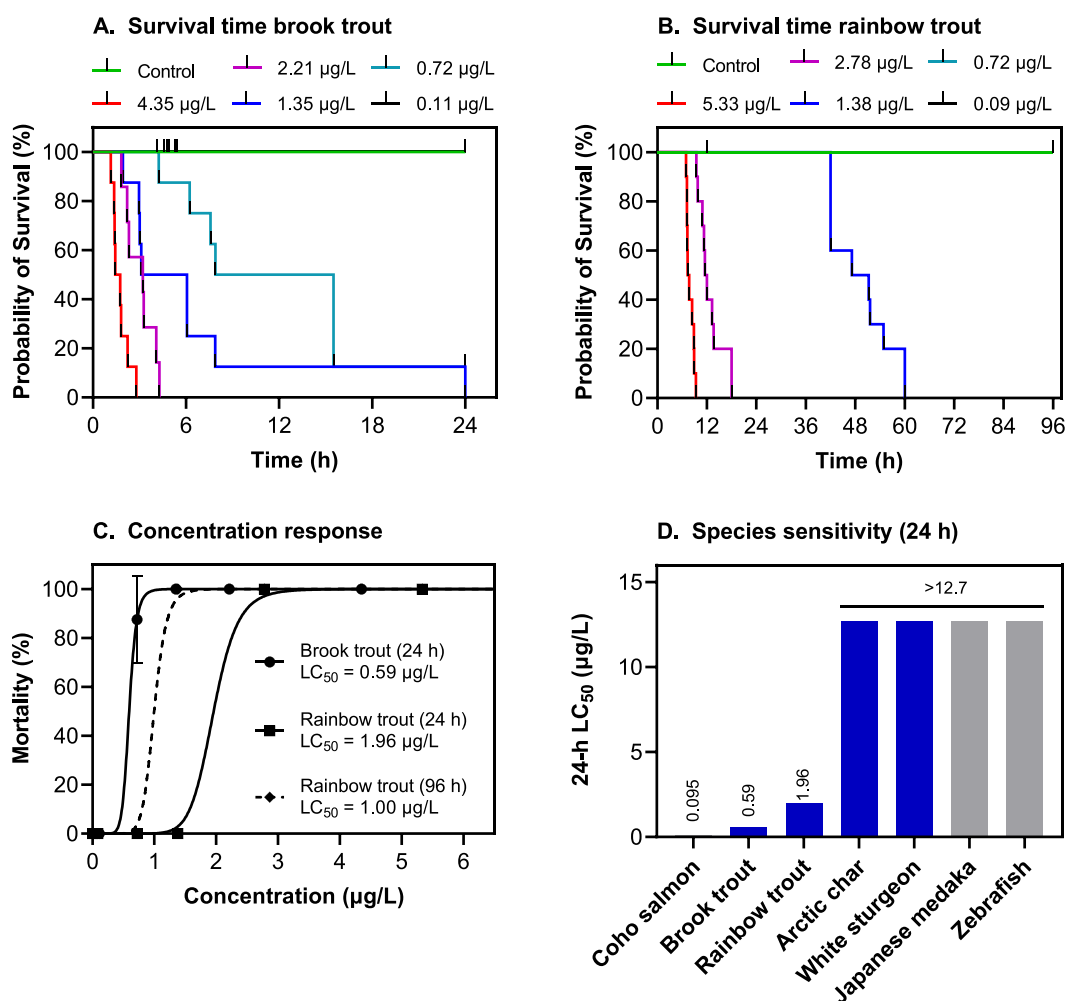 A. Survival time brook trout
Control
2.21 µg/L
0.72 µg/L
4.35 µg/L
1.35 µg/L
0.11 µg/L
Probability of Survival (%)
100
80
60
40
20
0
0
6
12
18
24
Time (h)
B. Survival time rainbow trout
Control
2.78 µg/L
0.72 µg/L
5.33 µg/L
1.38 µg/L
0.09 µg/L
Probability of Survival (%)
100
80
60
40
20
0
0
12
24
36
48
60
72
84
96
Time (h)
C. Concentration response
Mortality (%)
100
80
60
40
20
0
Brook trout (24 h)
LC50 = 0.59 µg/L
Rainbow trout (24 h)
LC50 = 1.96 µg/L
Rainbow trout (96 h)
LC50 = 1.00 µg/L
0
1
2
3
4
5
6
Concentration (µg/L)
D. Species sensitivity (24 h)
24-h LC50 (µg/L)
15
10
5
0
0.095
0.59
1.96
>12.7
Coho salmon
Brook trout
Rainbow trout
Arctic char
White sturgeon
Japanese medaka
Zebrafish